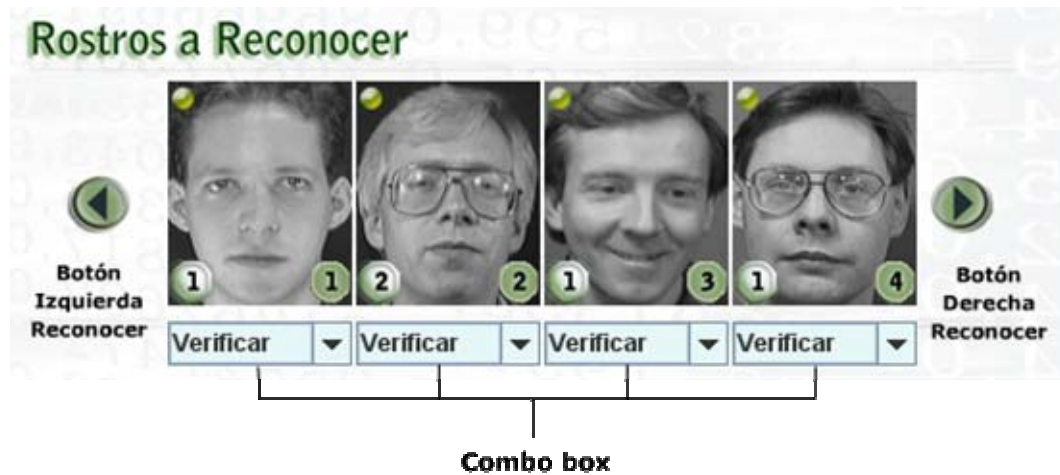 Rostros a Reconocer
1 1 2 2 1 3 1 4
Botón
Izquierda
Reconocer
Botón
Derecha
Reconocer
Verificar Verificar Verificar Verificar
Combo box